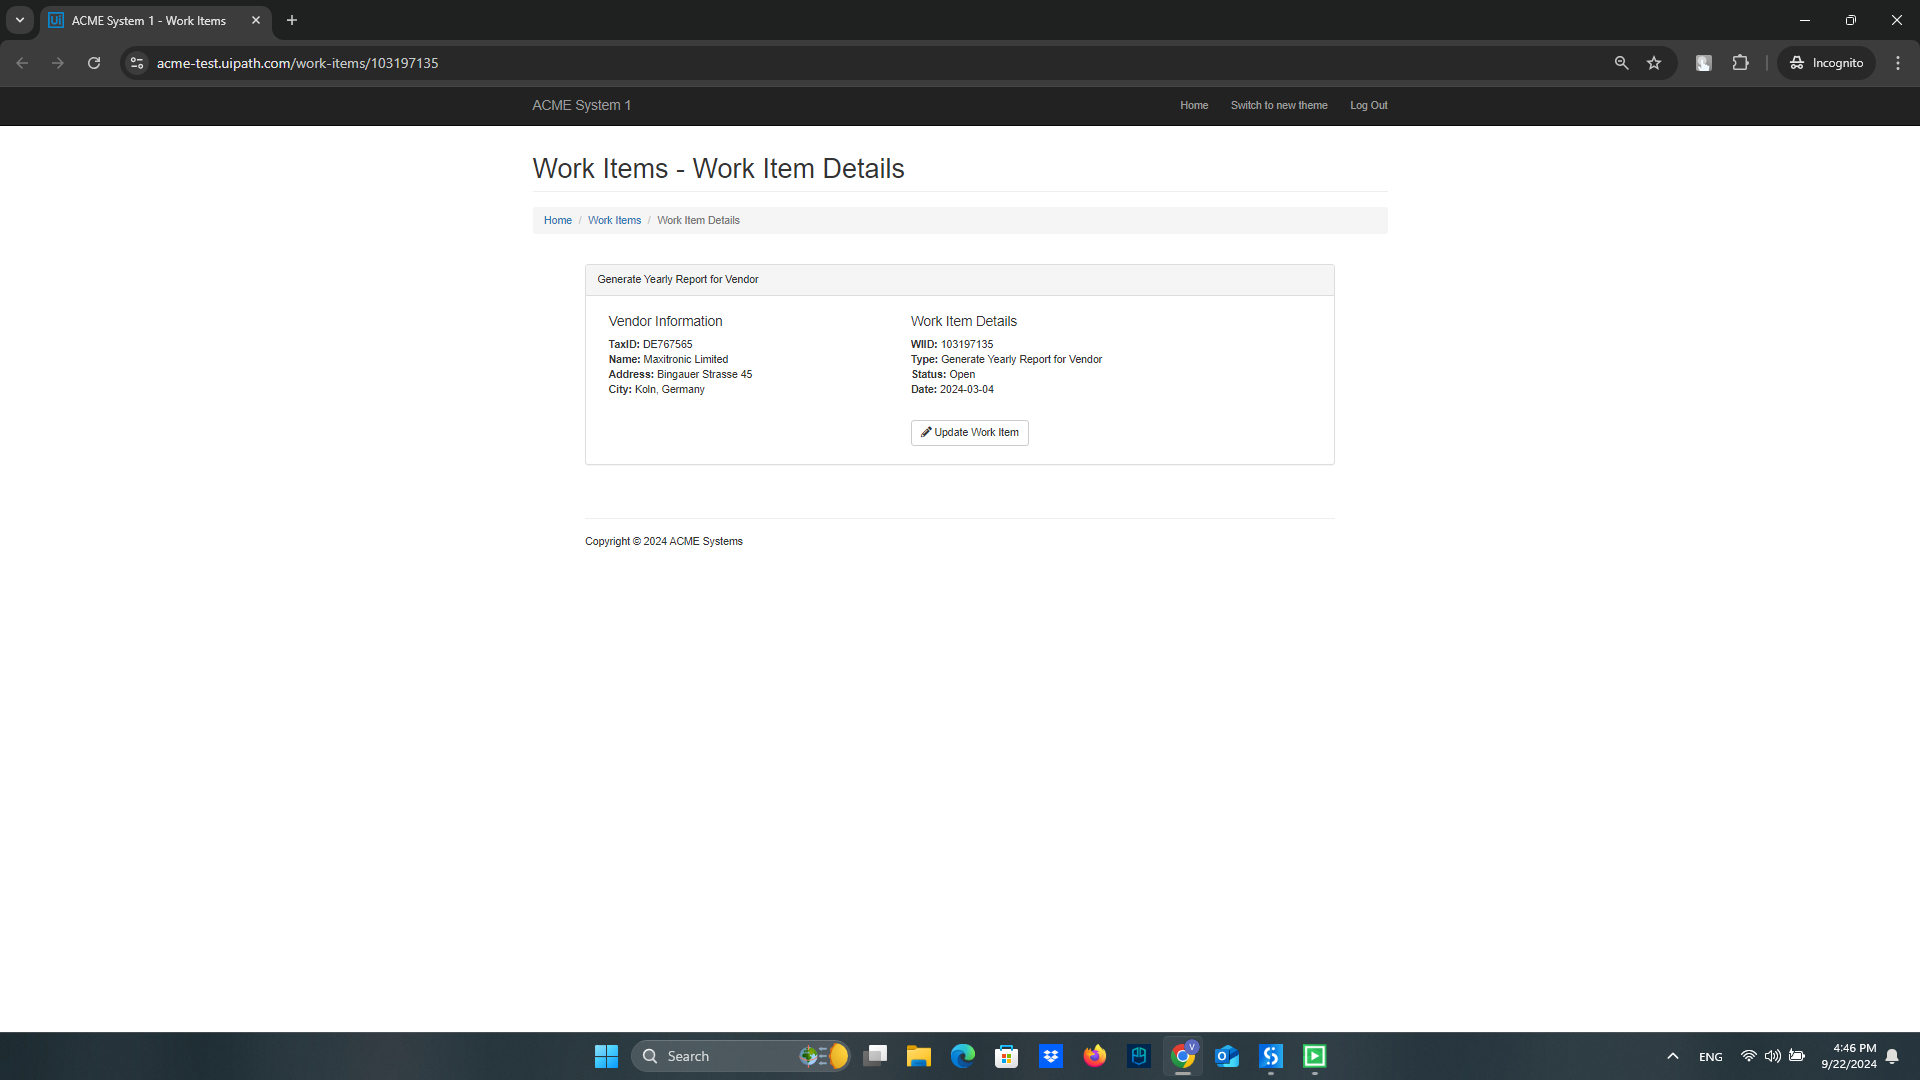 ACME System 1 - Work Items
acme-test.uipath.com/work-items/103197135
Incognito
ACME System 1
Home
Switch to new theme
Log Out
Work Items - Work Item Details
Home / Work Items / Work Item Details
Generate Yearly Report for Vendor
Vendor Information
TaxID: DE767565
Name: Maxitronic Limited
Address: Bingauer Strasse 45
City: Koln, Germany
Work Item Details
WIID: 103197135
Type: Generate Yearly Report for Vendor
Status: Open
Date: 2024-03-04
Update Work Item
Copyright © 2024 ACME Systems
Search
ENG
4:46 PM
9/22/2024